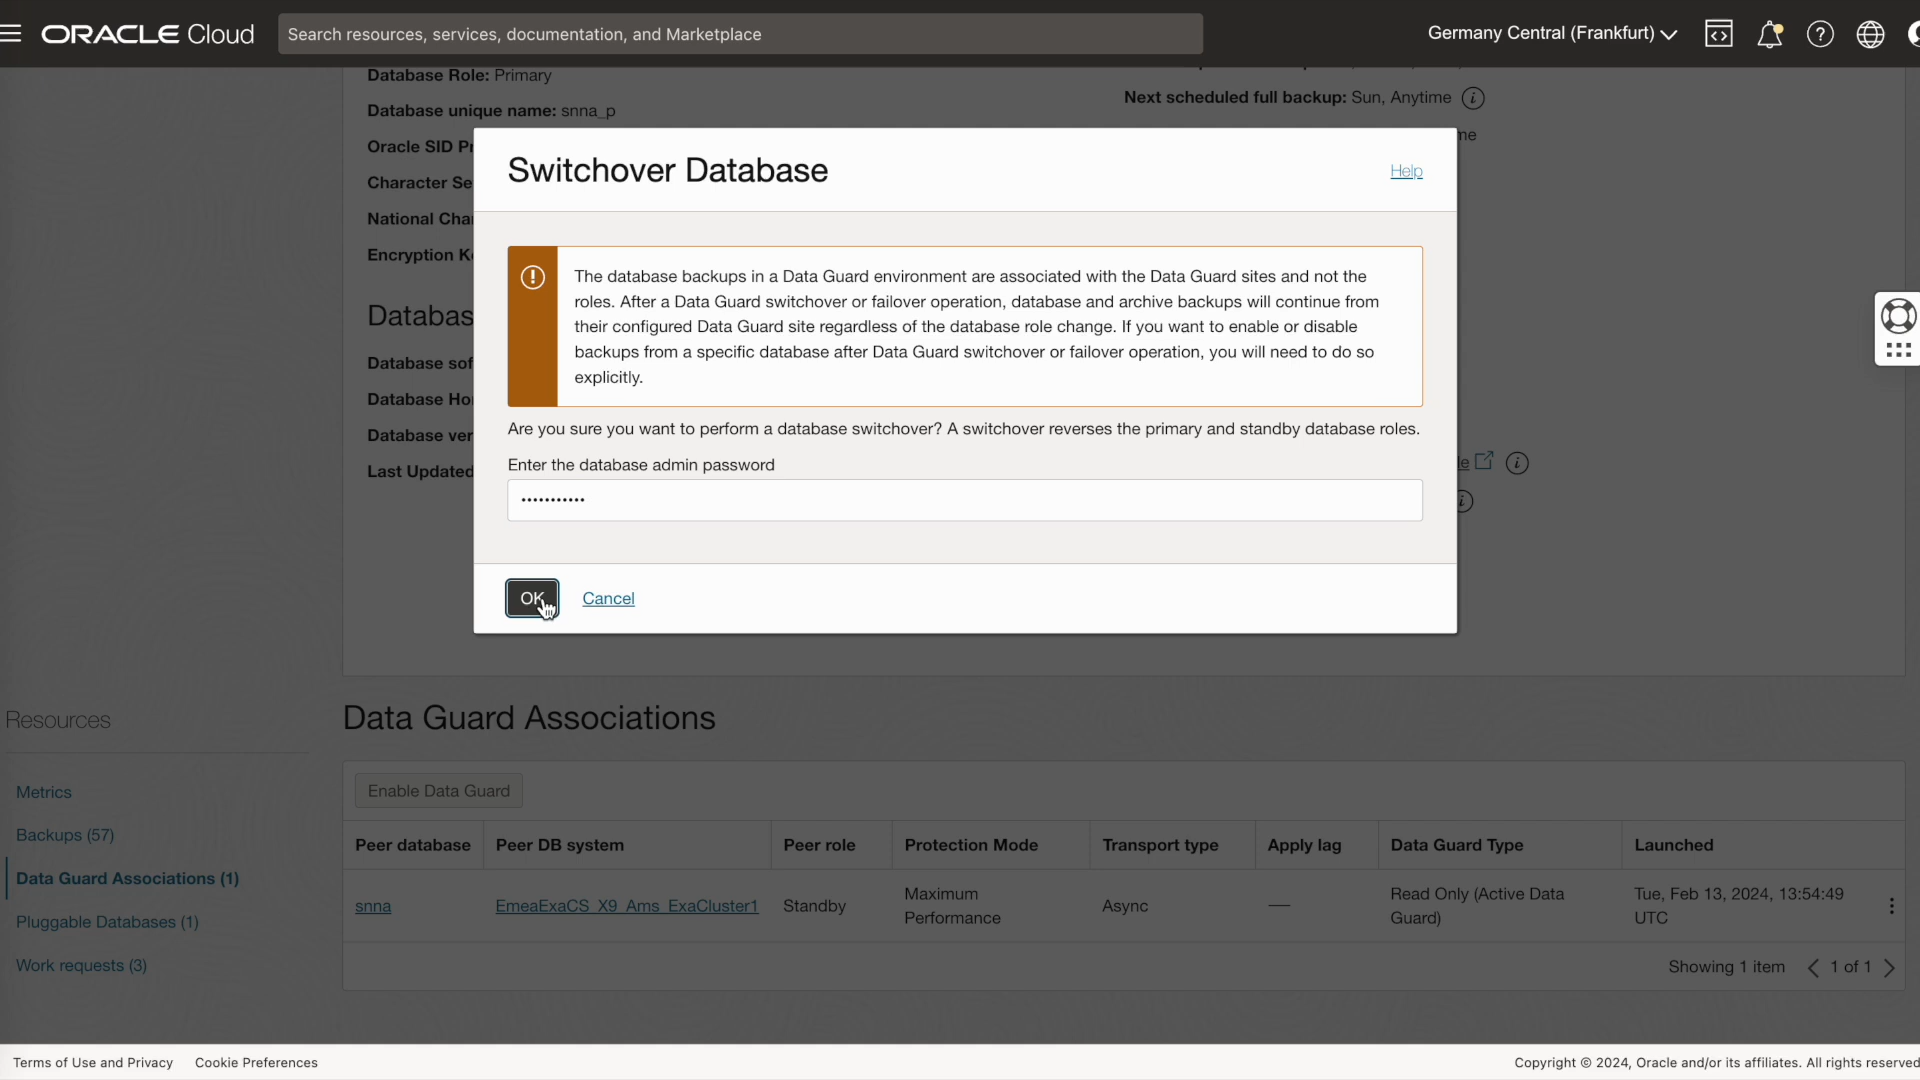 ORACLE Cloud
Search resources, services, documentation, and Marketplace
Germany Central (Frankfurt)
Database Role: Primary
Next scheduled full backup: Sun, Anytime
Database unique name: snna_p
Oracle SID
Character Se
National Cha
Encryption K
Databas
Database sof
Database Ho
Database ver
Last Updated
Switchover Database
Help
The database backups in a Data Guard environment are associated with the Data Guard sites and not the
roles. After a Data Guard switchover or failover operation, database and archive backups will continue from
their configured Data Guard site regardless of the database role change. If you want to enable or disable
backups from a specific database after Data Guard switchover or failover operation, you will need to do so
explicitly.
Are you sure you want to perform a database switchover? A switchover reverses the primary and standby database roles.
Enter the database admin password
•••••••••••
OK
Cancel
Resources
Metrics
Backups (57)
Data Guard Associations (1)
Pluggable Databases (1)
Work requests (3)
Data Guard Associations
Enable Data Guard
Peer database Peer DB system Peer role Protection Mode Transport type Apply lag Data Guard Type Launched
snna EmeaExaCS_X9_Ams_ExaCluster1 Standby Maximum Performance Async — Read Only (Active Data Guard) Tue, Feb 13, 2024, 13:54:49 UTC
Showing 1 item 1 of 1
Terms of Use and Privacy Cookie Preferences
Copyright © 2024, Oracle and/or its affiliates. All rights reserved